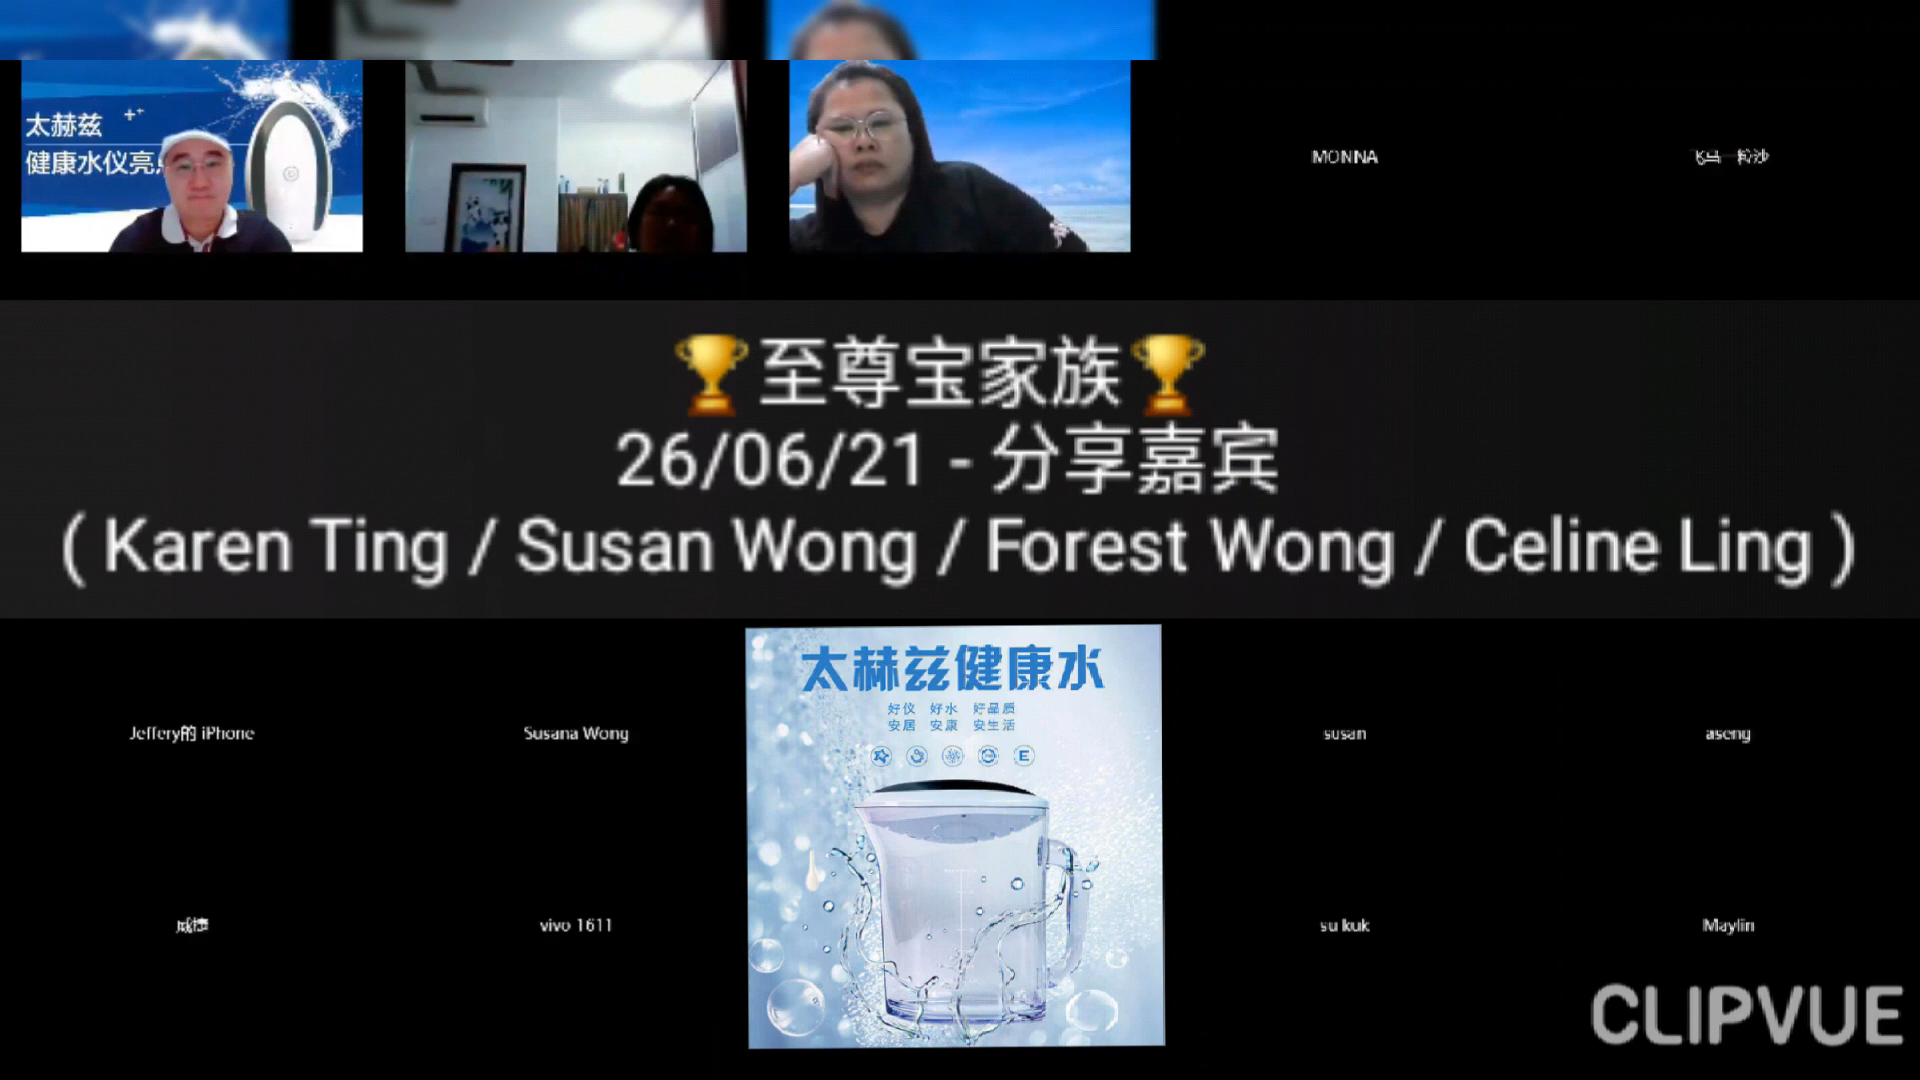 太赫兹
健康水仪亮
MONNA
🏆至尊宝家族🏆
26/06/21 - 分享嘉宾
( Karen Ting / Susan Wong / Forest Wong / Celine Ling )
太赫兹健康水
好仪 好水 好品质
安居 安康 安生活
E
Jeffery的 iPhone
Susana Wong
susan
aseng
vivo 1611
su kuk
Maylin
CLIPVUE